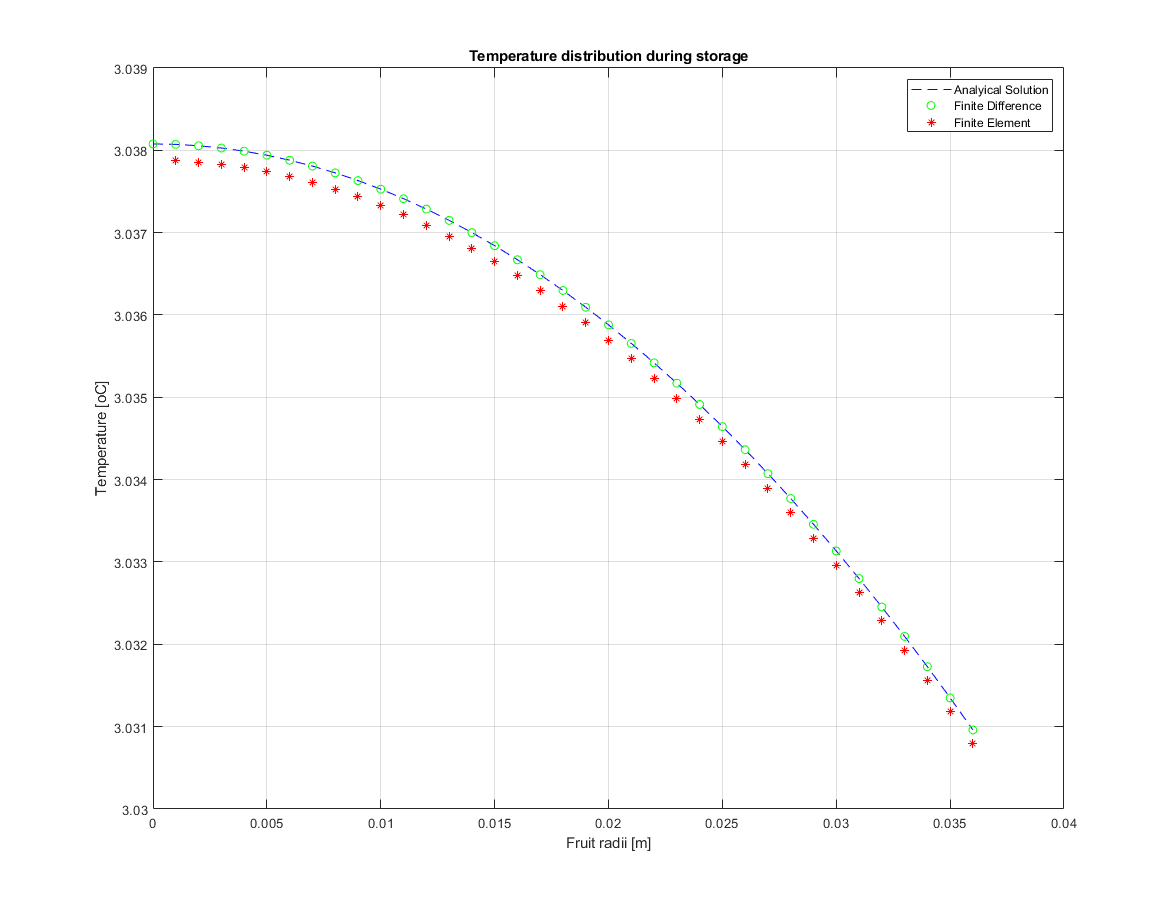 Temperature distribution during storage
3.039
3.038
3.037
3.036
3.035
3.034
3.033
3.032
3.031
3.03
Temperature [oC]
Analyical Solution
Finite Difference
Finite Element
0 0.005 0.01 0.015 0.02 0.025 0.03 0.035 0.04
Fruit radii [m]